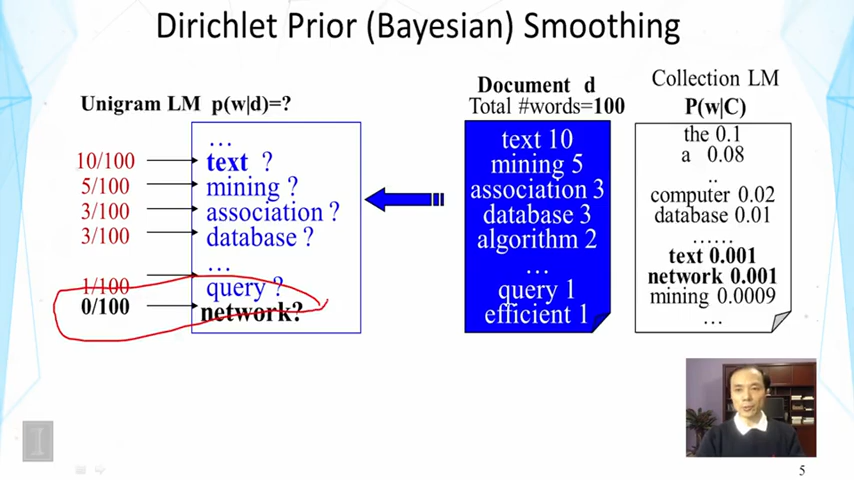 Dirichlet Prior (Bayesian) Smoothing
Unigram LM p(w|d)=?
10/100
5/100
3/100
3/100
1/100
0/100
...
text ?
mining ?
association ?
database ?
...
query ?
network?
Document d
Total #words=100
text 10
mining 5
association 3
database 3
algorithm 2
...
query 1
efficient 1
Collection LM
P(w|C)
the 0.1
a 0.08
..
computer 0.02
database 0.01
......
text 0.001
network 0.001
mining 0.0009
...
I
5